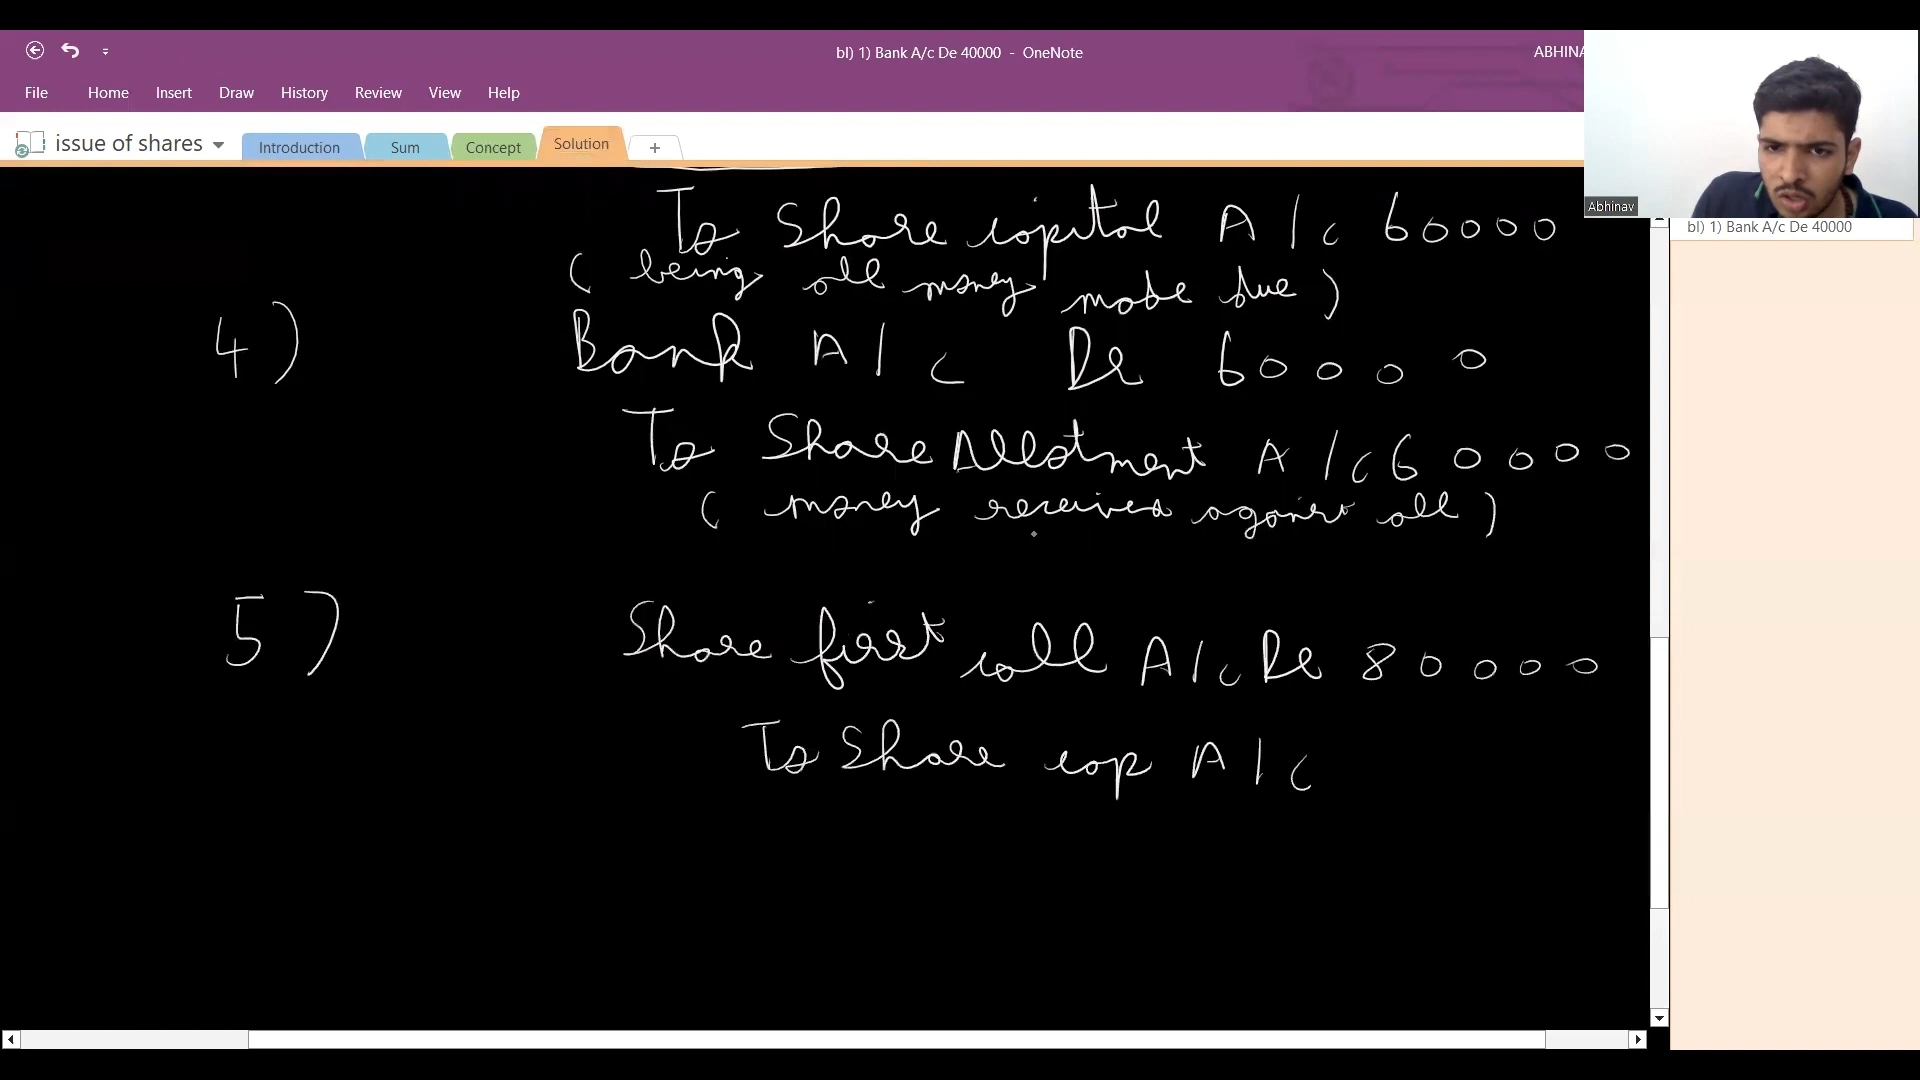 bl) 1) Bank A/c De 40000 - OneNote
ABHINA
File Home Insert Draw History Review View Help
issue of shares
Introduction Sum Concept Solution +
Abhinav
bl) 1) Bank A/c De 40000
To Share capital A/c 60000
(being all money made due)
4) Bank A/c Dr 60000
To Share Allotment A/c 60000
(money received against all)
5) Share first call A/c Dr 80000
To Share cap A/c